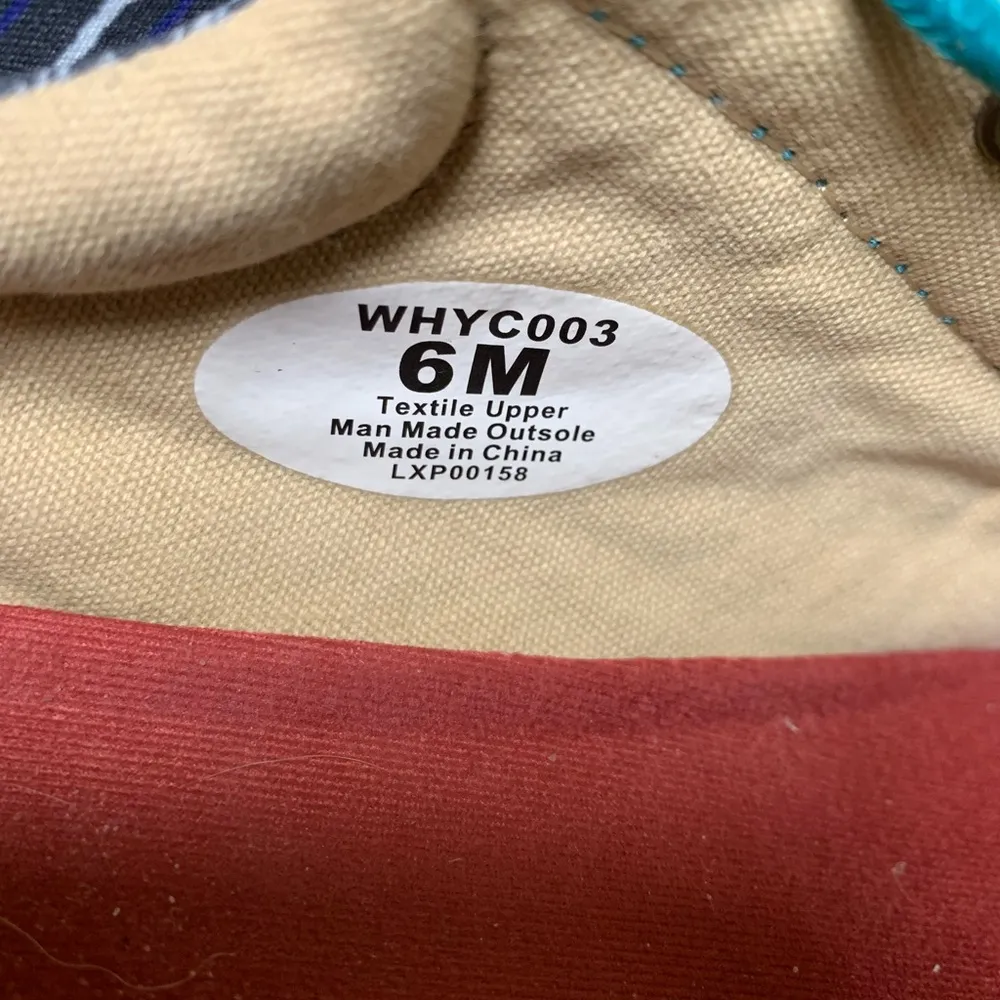 WHYC003
6M
Textile Upper
Man Made Outsole
Made in China
LXP00158